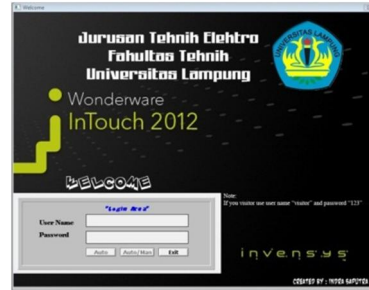 Welcome
Jurusan Tehnik Elektro
Fakultas Tehnik
Universitas Lampung
UNIVERSITAS LAMPUNG
Wonderware
InTouch 2012
WELCOME
"Login Area"
User Name
Password
Auto
Auto/Man
Exit
Note:
If you visitor use user name "visitor" and password "123"
invensys
CREATED BY : INDRA SAPUTRA